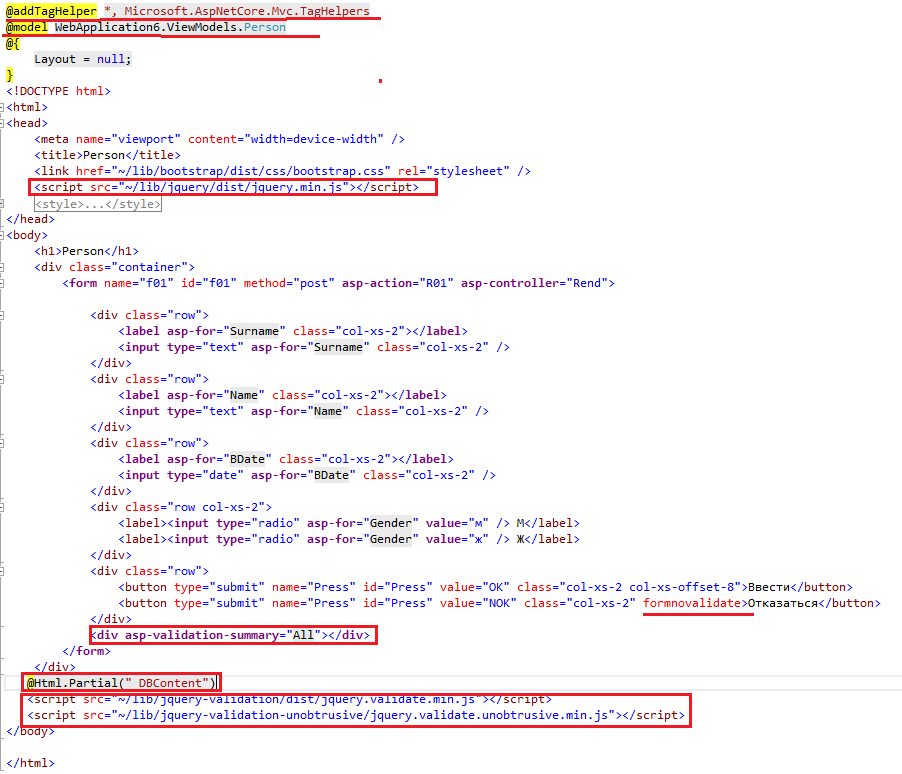 @addTagHelper *, Microsoft.AspNetCore.Mvc.TagHelpers
@model WebApplication6.ViewModels.Person
@{
    Layout = null;
}
<!DOCTYPE html>
<html>
<head>
    <meta name="viewport" content="width=device-width" />
    <title>Person</title>
    <link href="~/lib/bootstrap/dist/css/bootstrap.css" rel="stylesheet" />
    <script src="~/lib/jquery/dist/jquery.min.js"></script>
    <style>...</style>
</head>
<body>
    <h1>Person</h1>
    <div class="container">
        <form name="f01" id="f01" method="post" asp-action="R01" asp-controller="Rend">
            <div class="row">
                <label asp-for="Surname" class="col-xs-2"></label>
                <input type="text" asp-for="Surname" class="col-xs-2" />
            </div>
            <div class="row">
                <label asp-for="Name" class="col-xs-2"></label>
                <input type="text" asp-for="Name" class="col-xs-2" />
            </div>
            <div class="row">
                <label asp-for="BDate" class="col-xs-2"></label>
                <input type="date" asp-for="BDate" class="col-xs-2" />
            </div>
            <div class="row col-xs-2">
                <label><input type="radio" asp-for="Gender" value="м" /> М</label>
                <label><input type="radio" asp-for="Gender" value="ж" /> Ж</label>
            </div>
            <div class="row">
                <button type="submit" name="Press" id="Press" value="OK" class="col-xs-2 col-xs-offset-8">Ввести</button>
                <button type="submit" name="Press" id="Press" value="NOK" class="col-xs-2" formnovalidate>Отказаться</button>
            </div>
            <div asp-validation-summary="All"></div>
        </form>
    </div>
    @Html.Partial("_DBContent")
    <script src="~/lib/jquery-validation/dist/jquery.validate.min.js"></script>
    <script src="~/lib/jquery-validation-unobtrusive/jquery.validate.unobtrusive.min.js"></script>
</body>
</html>